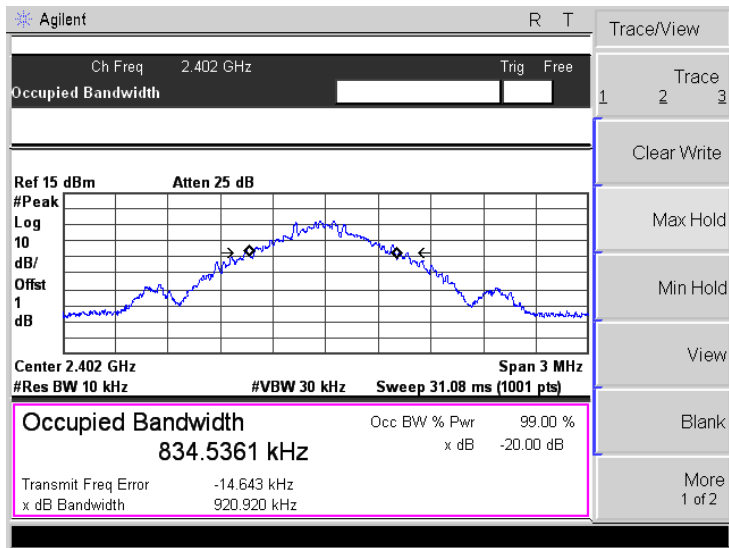 Agilent R T
Trace/View
Ch Freq 2.402 GHz Trig Free
Occupied Bandwidth
Trace
1 2 3
Clear Write
Max Hold
Min Hold
View
Blank
More
1 of 2
Ref 15 dBm Atten 25 dB
#Peak
Log
10
dB/
Offst
1
dB
Center 2.402 GHz Span 3 MHz
#Res BW 10 kHz #VBW 30 kHz Sweep 31.08 ms (1001 pts)
Occupied Bandwidth Occ BW % Pwr 99.00 %
834.5361 kHz x dB -20.00 dB
Transmit Freq Error -14.643 kHz
x dB Bandwidth 920.920 kHz